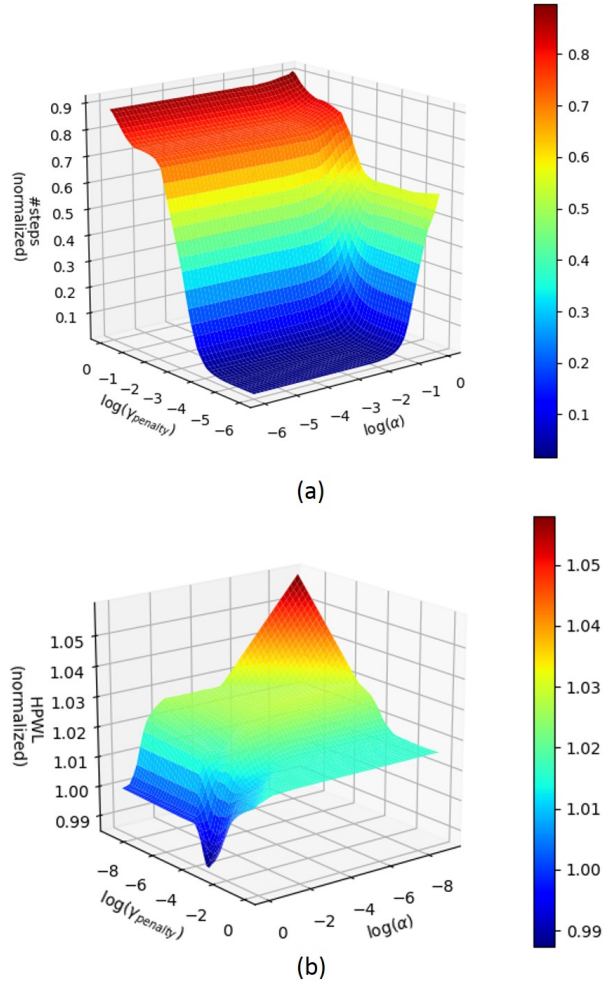 0.9
0.8
0.7
0.6
0.5
0.4
0.3
0.2
0.1
#steps
(normalized)
0 −1 −2 −3 −4 −5 −6
log(γpenalty)
−6 −5 −4 −3 −2 −1 0
log(α)
0.8
0.7
0.6
0.5
0.4
0.3
0.2
0.1
(a)
1.05
1.04
1.03
1.02
1.01
1.00
0.99
HPWL
(normalized)
−8 −6 −4 −2 0
log(γpenalty)
0 −2 −4 −6 −8
log(α)
1.05
1.04
1.03
1.02
1.01
1.00
0.99
(b)